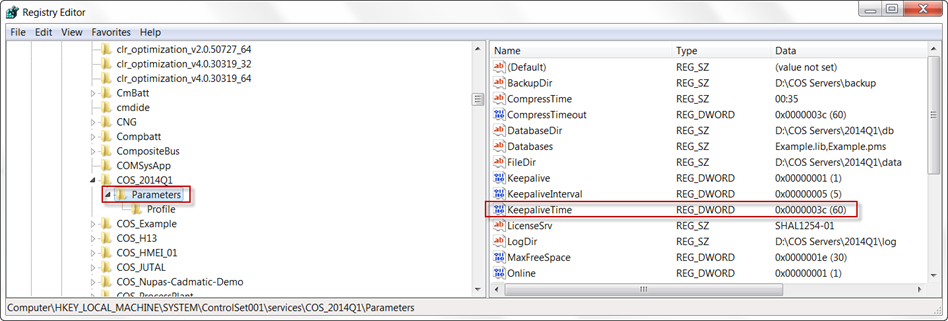 Registry Editor
File Edit View Favorites Help
clr_optimization_v2.0.50727_64
clr_optimization_v4.0.30319_32
clr_optimization_v4.0.30319_64
CmBatt
cmdide
CNG
Compbatt
CompositeBus
COMSysApp
COS_2014Q1
Parameters
Profile
COS_Example
COS_H13
COS_HMEI_01
COS_JUTAL
COS_Nupas-Cadmatic-Demo
COS_ProcessPlant
Name Type Data
(Default) REG_SZ (value not set)
BackupDir REG_SZ D:\COS Servers\backup
CompressTime REG_SZ 00:35
CompressTimeout REG_DWORD 0x0000003c (60)
DatabaseDir REG_SZ D:\COS Servers\2014Q1\db
Databases REG_SZ Example.lib,Example.pms
FileDir REG_SZ D:\COS Servers\2014Q1\data
Keepalive REG_DWORD 0x00000001 (1)
KeepaliveInterval REG_DWORD 0x00000005 (5)
KeepaliveTime REG_DWORD 0x0000003c (60)
LicenseSrv REG_SZ SHAL1254-01
LogDir REG_SZ D:\COS Servers\2014Q1\log
MaxFreeSpace REG_DWORD 0x0000001e (30)
Online REG_DWORD 0x00000001 (1)
Computer\HKEY_LOCAL_MACHINE\SYSTEM\ControlSet001\services\COS_2014Q1\Parameters